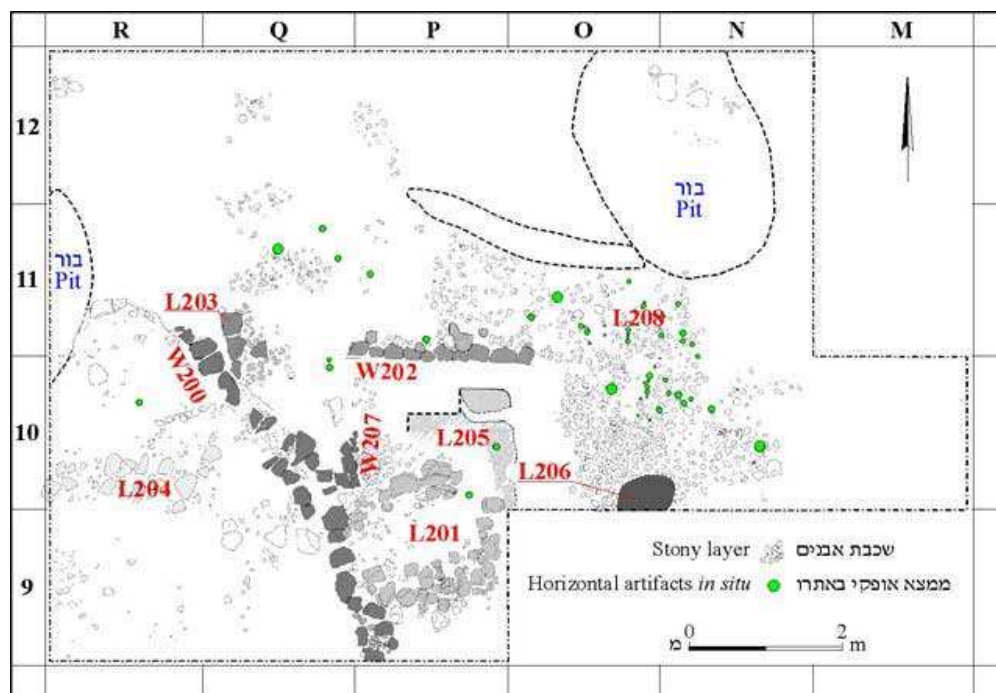 R Q P O N M
12
בור
Pit
בור
Pit
11
L203
L208
W200
W202
10
W207
L205
L206
L204
L201
9
Stony layer שכבת אבנים
Horizontal artifacts in situ ממצא אופקי באתרו
0 2
מ m